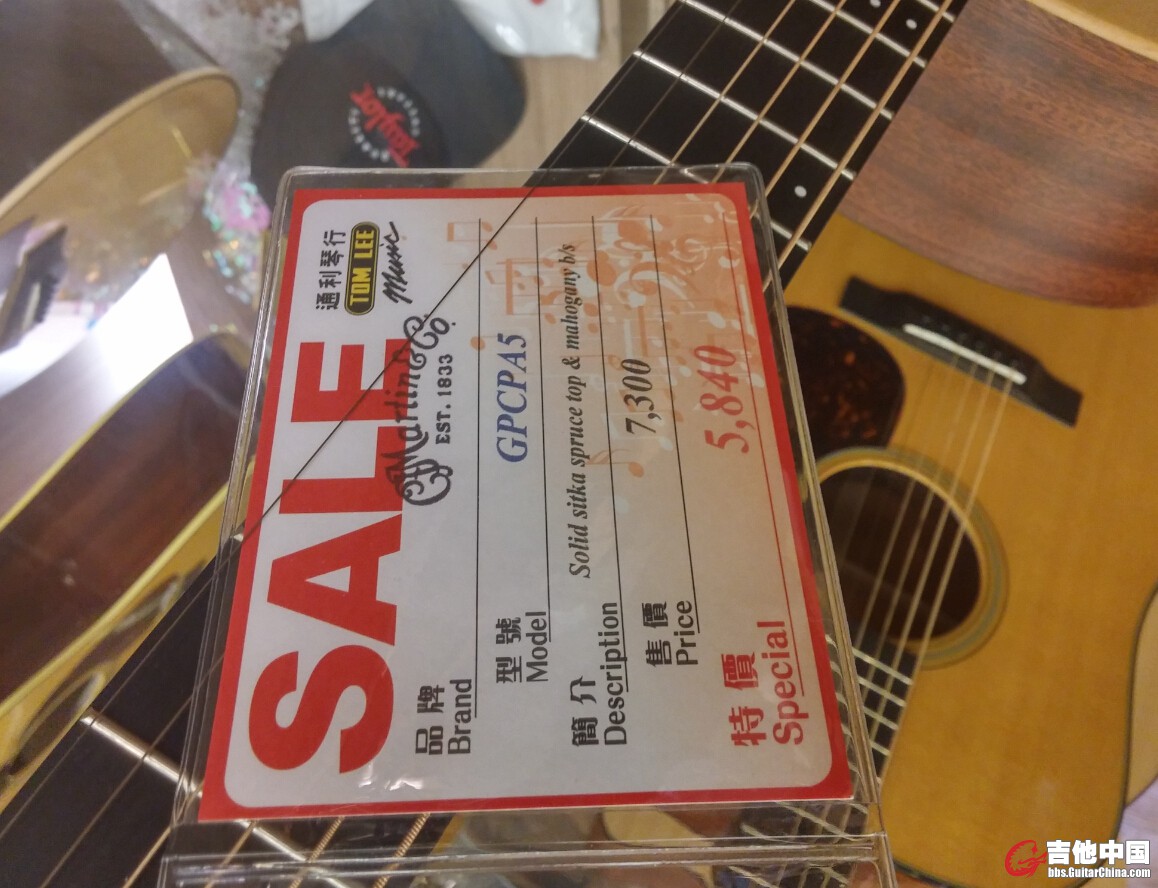 通利琴行
TOM LEE
Music
SALE
品牌
Brand
Martin & Co.
EST. 1833
型號
Model
GPCPA5
簡介
Description
Solid sitka spruce top & mahogany b/s
售價
Price
7,300
特價
Special
5,840
Taylor
guitars
吉他中国
bbs.GuitarChina.com